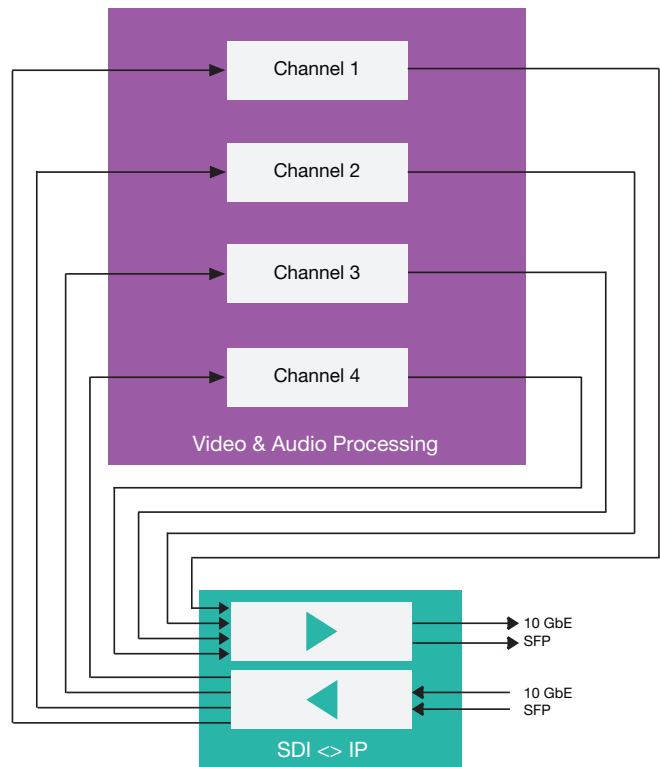 Channel 1
Channel 2
Channel 3
Channel 4
Video & Audio Processing
10 GbE
SFP
10 GbE
SFP
SDI <> IP